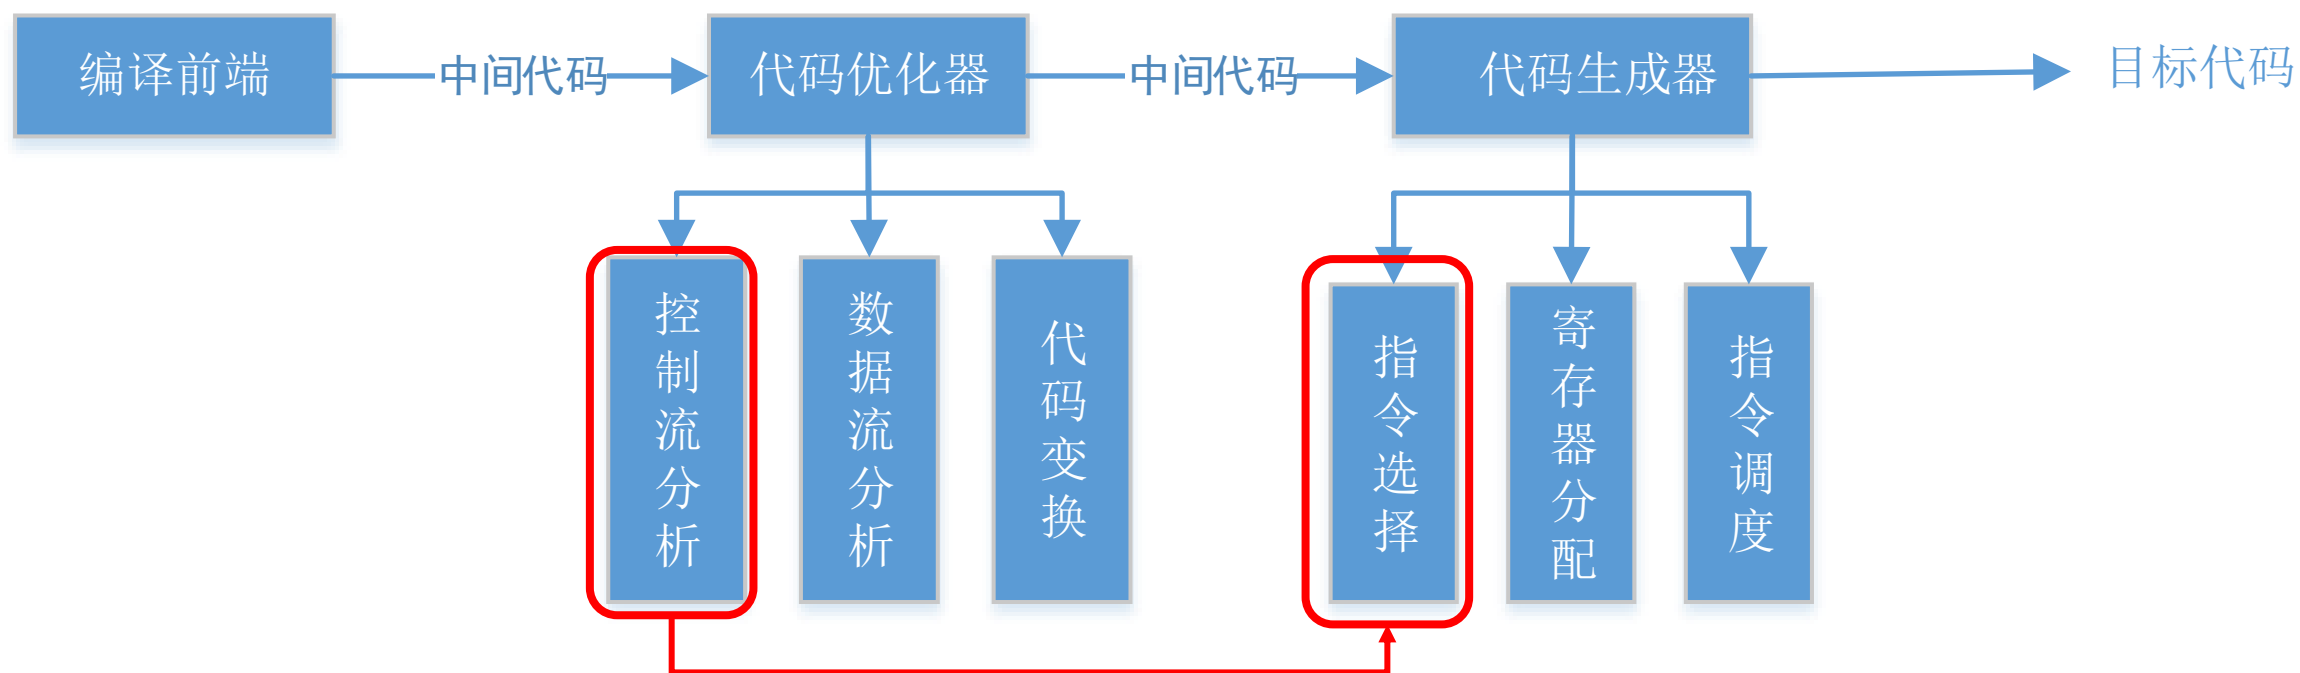 编译前端
中间代码
代码优化器
中间代码
代码生成器
目标代码
控制流分析
数据流分析
代码变换
指令选择
寄存器分配
指令调度